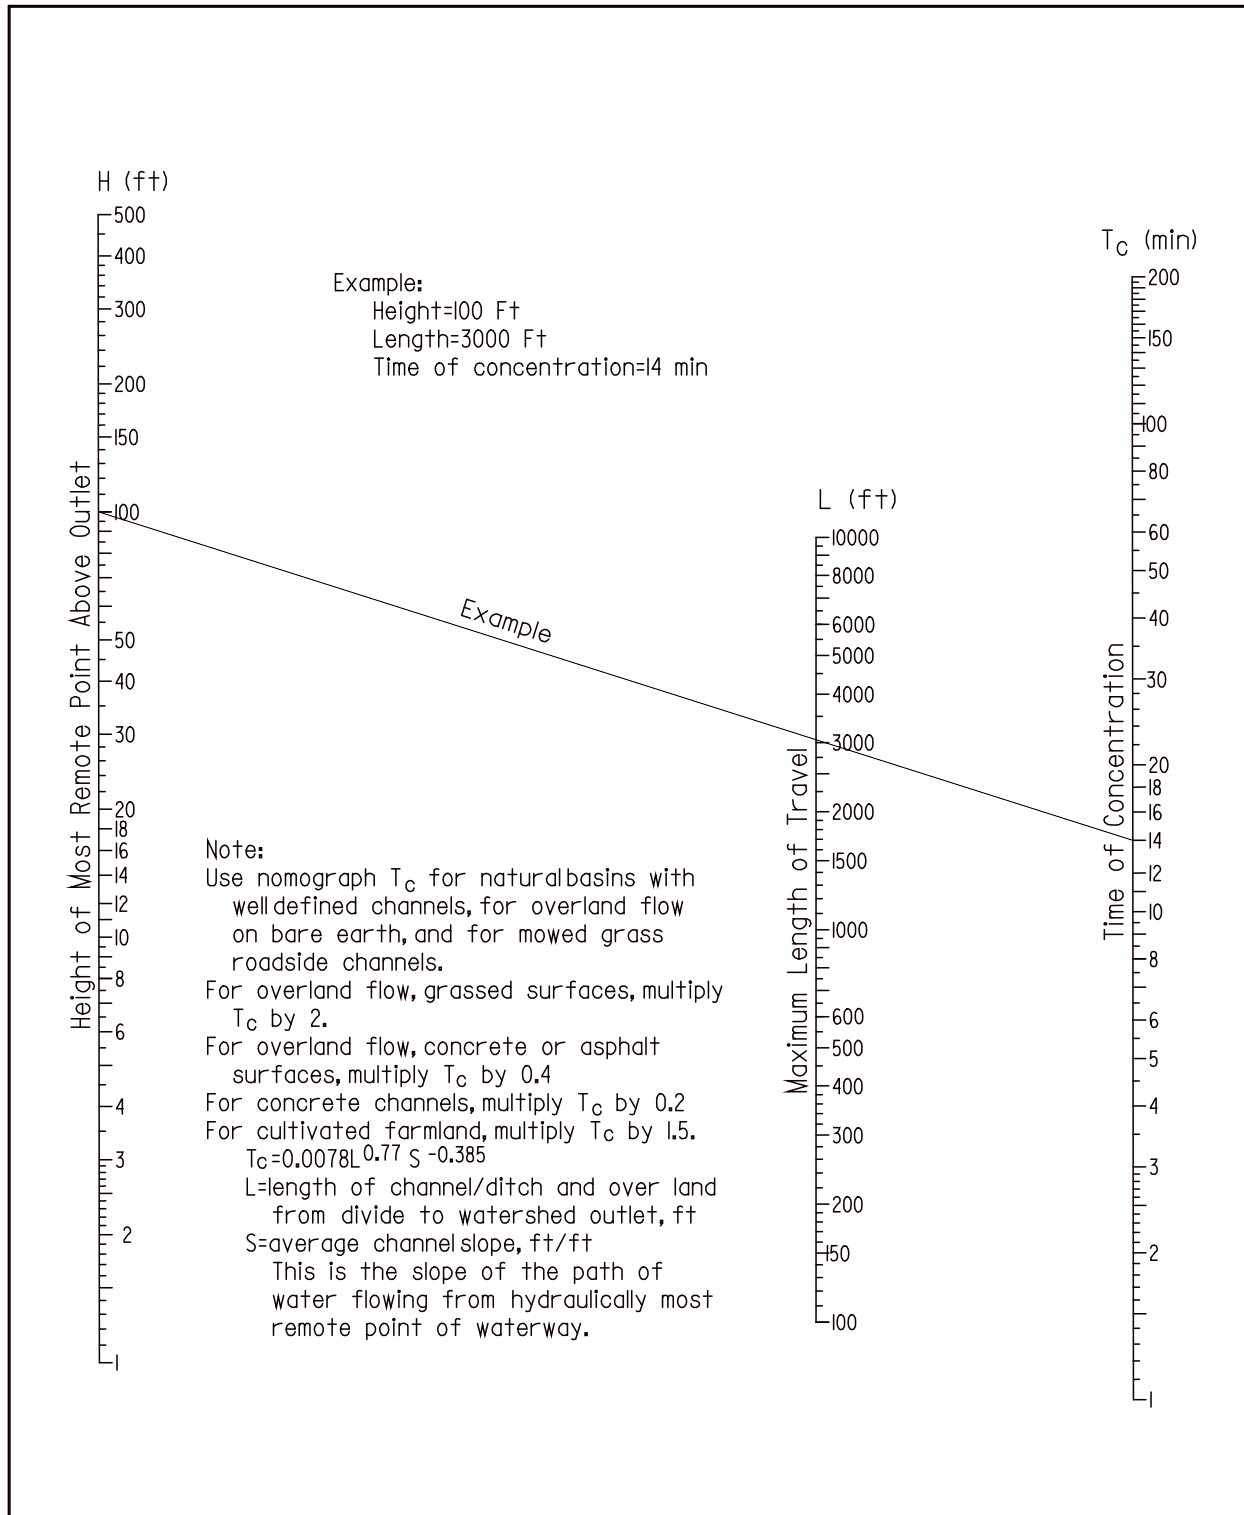 H (ft)
500
400
300
200
150
100
50
40
30
20
18
16
14
12
10
8
6
4
3
2
1
Height of Most Remote Point Above Outlet
Example:
Height=100 Ft
Length=3000 Ft
Time of concentration=14 min
Example
Note:
Use nomograph Tc for natural basins with
well defined channels, for overland flow
on bare earth, and for mowed grass
roadside channels.
For overland flow, grassed surfaces, multiply
Tc by 2.
For overland flow, concrete or asphalt
surfaces, multiply Tc by 0.4
For concrete channels, multiply Tc by 0.2
For cultivated farmland, multiply Tc by 1.5.
Tc=0.0078L^0.77 S^-0.385
L=length of channel/ditch and over land
from divide to watershed outlet, ft
S=average channel slope, ft/ft
This is the slope of the path of
water flowing from hydraulically most
remote point of waterway.
L (ft)
10000
8000
6000
5000
4000
3000
2000
1500
1000
600
500
400
300
200
150
100
Maximum Length of Travel
Tc (min)
200
150
100
80
60
50
40
30
20
18
16
14
12
10
8
6
5
4
3
2
1
Time of Concentration